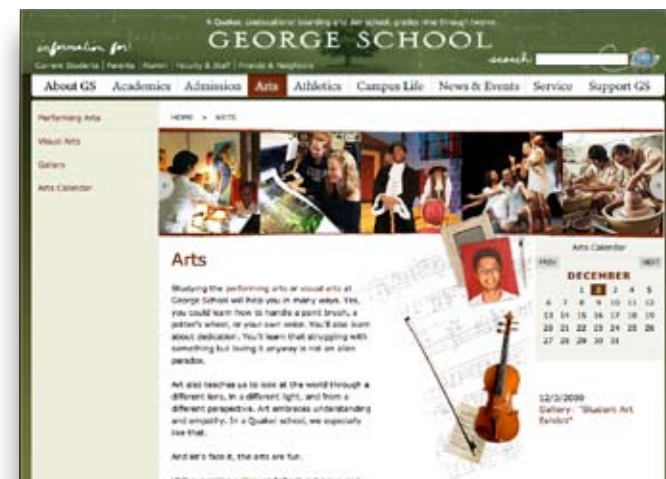 A Quaker, coeducational boarding and day school, grades nine through twelve.
information for:
GEORGE SCHOOL
search
Current Students | Parents | Alumni | Faculty & Staff | Friends & Neighbors
About GS Academics Admission Arts Athletics Campus Life News & Events Service Support GS
Performing Arts
Visual Arts
Gallery
Arts Calendar
HOME > ARTS
Arts
Studying the performing arts or visual arts at
George School will help you in many ways. Yes,
you could learn how to handle a paint brush, a
potter's wheel, or your own voice. You'll also learn
about dedication. You'll learn that struggling with
something but loving it anyway is not an alien
paradox.
Art also teaches us to look at the world through a
different lens, in a different light, and from a
different perspective. Art embraces understanding
and empathy. In a Quaker school, we especially
like that.
And let's face it, the arts are fun.
Arts Calendar
PREV NEXT
DECEMBER
1 2 3 4 5
6 7 8 9 10 11 12
13 14 15 16 17 18 19
20 21 22 23 24 25 26
27 28 29 30 31
Gallery: "Student Art
Exhibit"